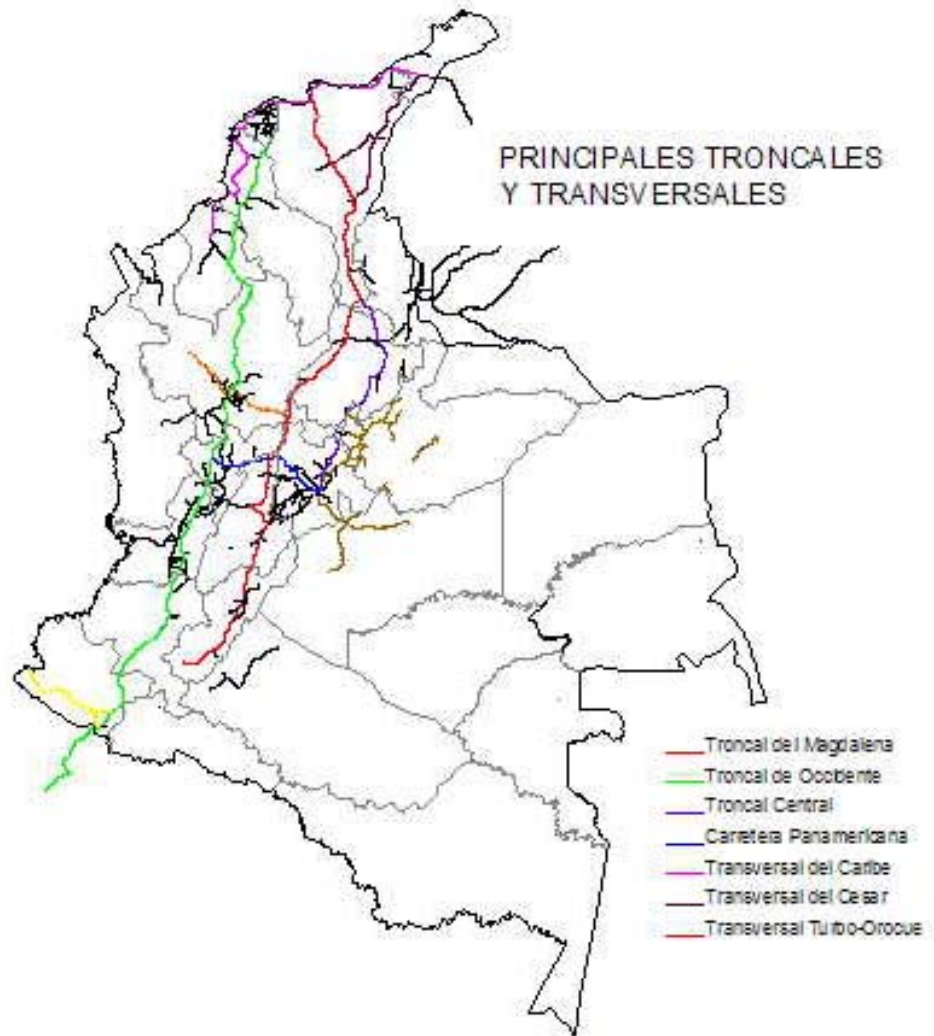 PRINCIPALES TRONCALES
Y TRANSVERSALES
Troncal del Magdalena
Troncal de Occidente
Troncal Central
Carretera Panamericana
Transversal del Caribe
Transversal del Cesar
Transversal Turbo-Orocue